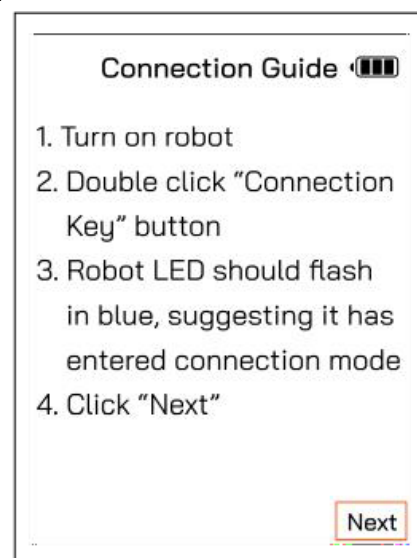 Connection Guide
1. Turn on robot
2. Double click “Connection
Key” button
3. Robot LED should flash
in blue, suggesting it has
entered connection mode
4. Click “Next”
Next